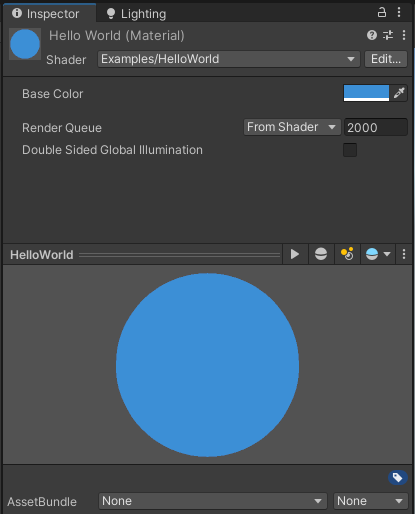 Inspector Lighting
Hello World (Material)
Shader Examples/HelloWorld Edit...
Base Color
Render Queue From Shader 2000
Double Sided Global Illumination
HelloWorld
AssetBundle None None